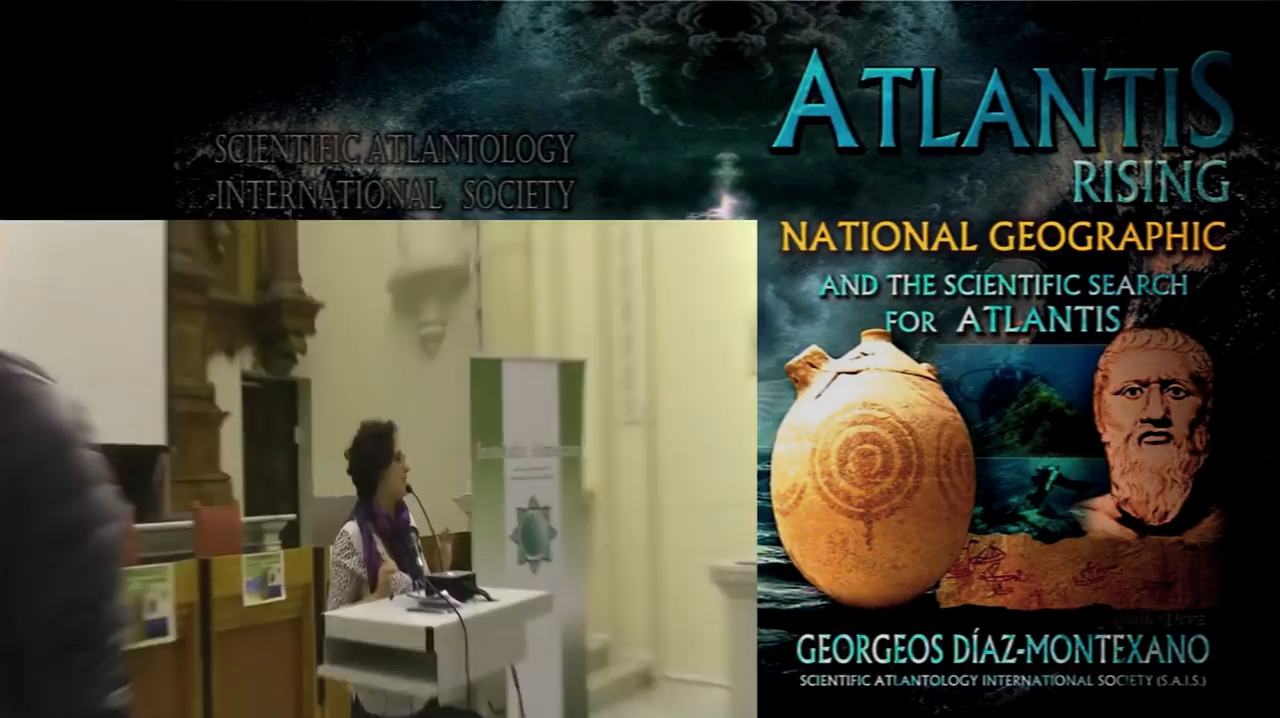 SCIENTIFIC ATLANTOLOGY
INTERNATIONAL SOCIETY
ATLANTIS
RISING
NATIONAL GEOGRAPHIC
AND THE SCIENTIFIC SEARCH
FOR ATLANTIS
GEORGEOS DÍAZ-MONTEXANO
SCIENTIFIC ATLANTOLOGY INTERNATIONAL SOCIETY (S.A.I.S.)